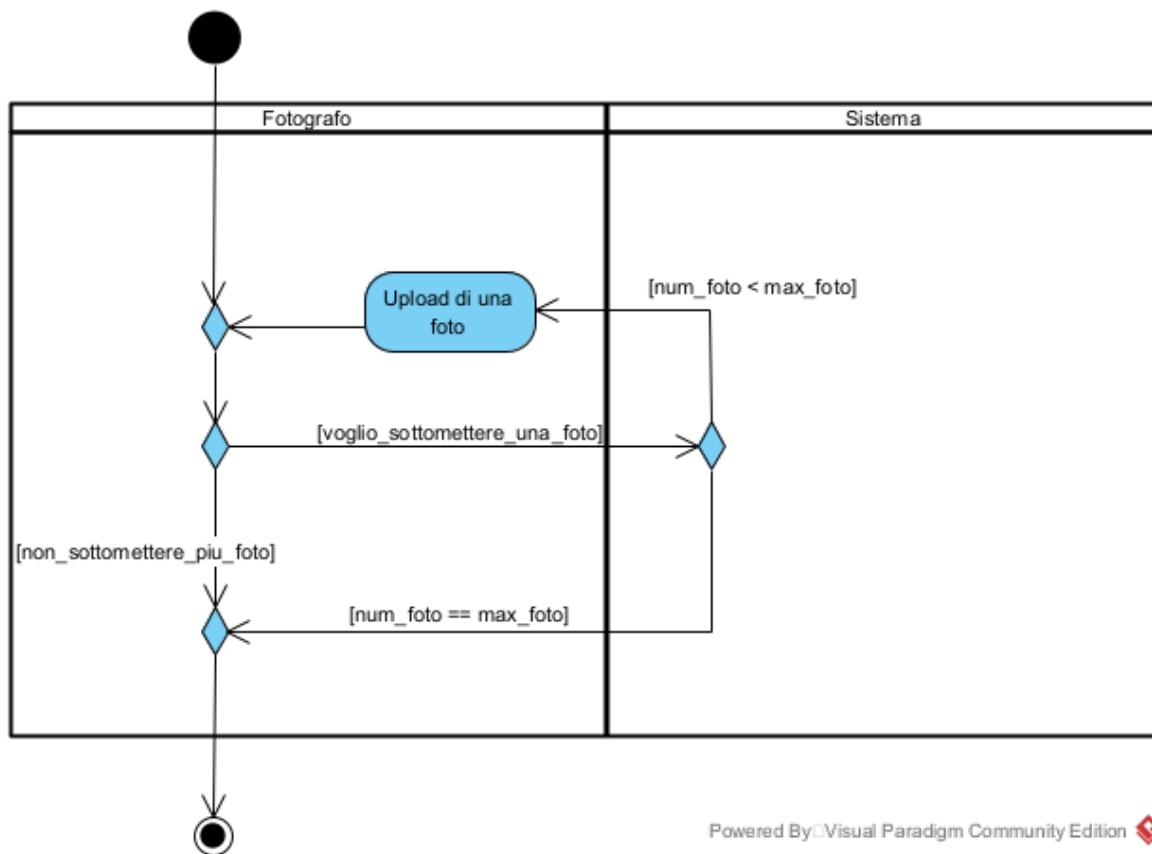 Fotografo
Sistema
[num_foto < max_foto]
Upload di una
foto
[voglio_sottomettere_una_foto]
[non_sottomettere_piu_foto]
[num_foto == max_foto]
Powered By Visual Paradigm Community Edition